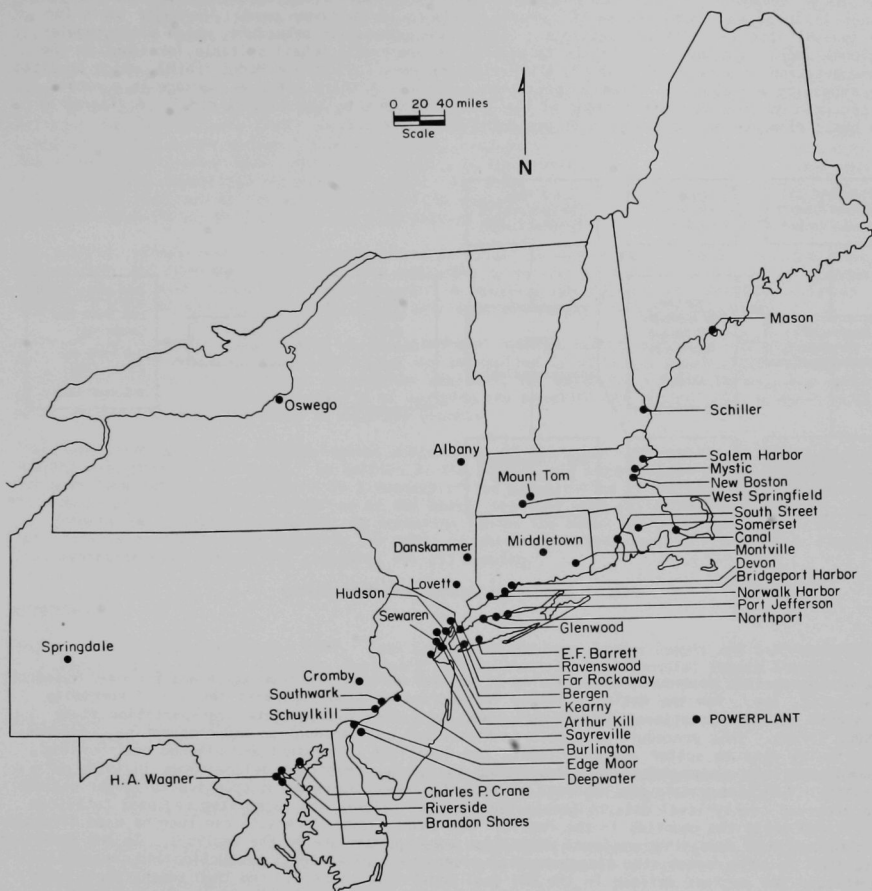 0 20 40 miles
Scale
N
Mason
Oswego
Schiller
Albany
Salem Harbor
Mystic
Mount Tom
New Boston
West Springfield
South Street
Somerset
Canal
Middletown
Montville
Danskammer
Devon
Bridgeport Harbor
Lovett
Norwalk Harbor
Hudson
Port Jefferson
Northport
Sewaren
Glenwood
E.F. Barrett
Springdale
Ravenswood
Far Rockaway
Cromby
Bergen
Southwark
Kearny
Schuylkill
Arthur Kill
POWERPLANT
Sayreville
Burlington
Edge Moor
H. A. Wagner
Deepwater
Charles P. Crane
Riverside
Brandon Shores